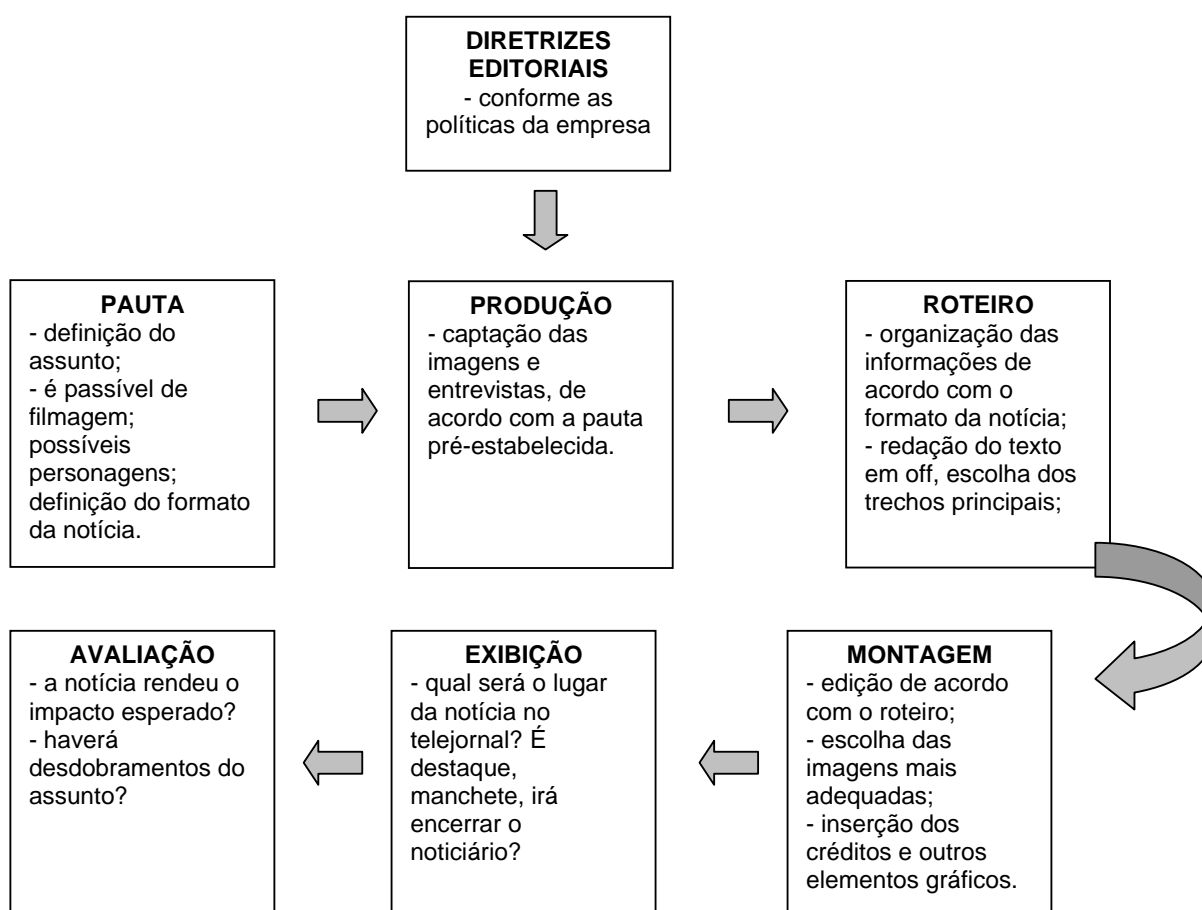 DIRETRIZES
EDITORIAIS
- conforme as
políticas da empresa
PAUTA
- definição do
assunto;
- é passível de
filmagem;
possíveis
personagens;
definição do formato
da notícia.
PRODUÇÃO
- captação das
imagens e
entrevistas, de
acordo com a pauta
pré-estabelecida.
ROTEIRO
- organização das
informações de
acordo com o
formato da notícia;
- redação do texto
em off, escolha dos
trechos principais;
MONTAGEM
- edição de acordo
com o roteiro;
- escolha das
imagens mais
adequadas;
- inserção dos
créditos e outros
elementos gráficos.
EXIBIÇÃO
- qual será o lugar
da notícia no
telejornal? É
destaque,
manchete, irá
encerrar o
noticiário?
AVALIAÇÃO
- a notícia rendeu o
impacto esperado?
- haverá
desdobramentos do
assunto?